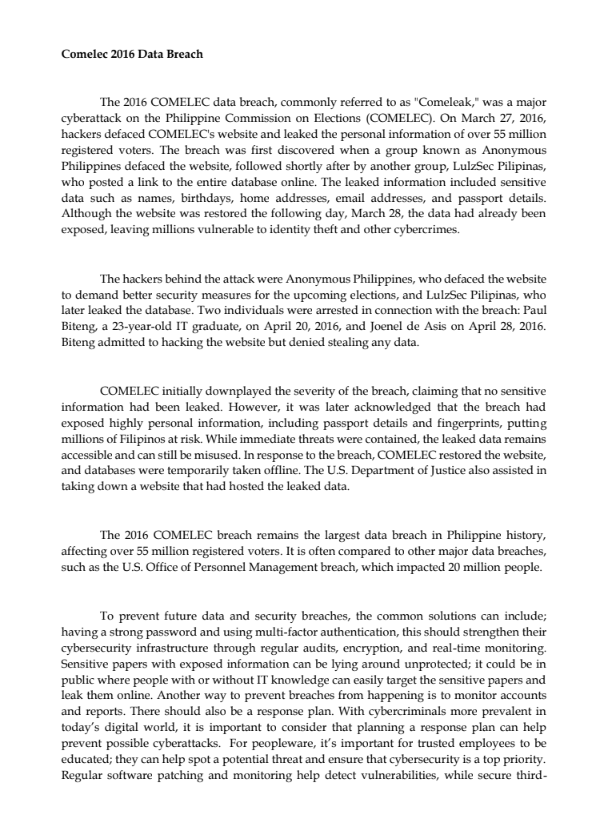 Comelec 2016 Data Breach
The 2016 COMELEC data breach, commonly referred to as "Comeleak," was a major
cyberattack on the Philippine Commission on Elections (COMELEC). On March 27, 2016,
hackers defaced COMELEC's website and leaked the personal information of over 55 million
registered voters. The breach was first discovered when a group known as Anonymous
Philippines defaced the website, followed shortly after by another group, LulzSec Pilipinas,
who posted a link to the entire database online. The leaked information included sensitive
data such as names, birthdays, home addresses, email addresses, and passport details.
Although the website was restored the following day, March 28, the data had already been
exposed, leaving millions vulnerable to identity theft and other cybercrimes.
The hackers behind the attack were Anonymous Philippines, who defaced the website
to demand better security measures for the upcoming elections, and LulzSec Pilipinas, who
later leaked the database. Two individuals were arrested in connection with the breach: Paul
Biteng, a 23-year-old IT graduate, on April 20, 2016, and Joenel de Asis on April 28, 2016.
Biteng admitted to hacking the website but denied stealing any data.
COMELEC initially downplayed the severity of the breach, claiming that no sensitive
information had been leaked. However, it was later acknowledged that the breach had
exposed highly personal information, including passport details and fingerprints, putting
millions of Filipinos at risk. While immediate threats were contained, the leaked data remains
accessible and can still be misused. In response to the breach, COMELEC restored the website,
and databases were temporarily taken offline. The U.S. Department of Justice also assisted in
taking down a website that had hosted the leaked data.
The 2016 COMELEC breach remains the largest data breach in Philippine history,
affecting over 55 million registered voters. It is often compared to other major data breaches,
such as the U.S. Office of Personnel Management breach, which impacted 20 million people.
To prevent future data and security breaches, the common solutions can include;
having a strong password and using multi-factor authentication, this should strengthen their
cybersecurity infrastructure through regular audits, encryption, and real-time monitoring.
Sensitive papers with exposed information can be lying around unprotected; it could be in
public where people with or without IT knowledge can easily target the sensitive papers and
leak them online. Another way to prevent breaches from happening is to monitor accounts
and reports. There should also be a response plan. With cybercriminals more prevalent in
today's digital world, it is important to consider that planning a response plan can help
prevent possible cyberattacks. For peopleware, it's important for trusted employees to be
educated; they can help spot a potential threat and ensure that cybersecurity is a top priority.
Regular software patching and monitoring help detect vulnerabilities, while secure third-